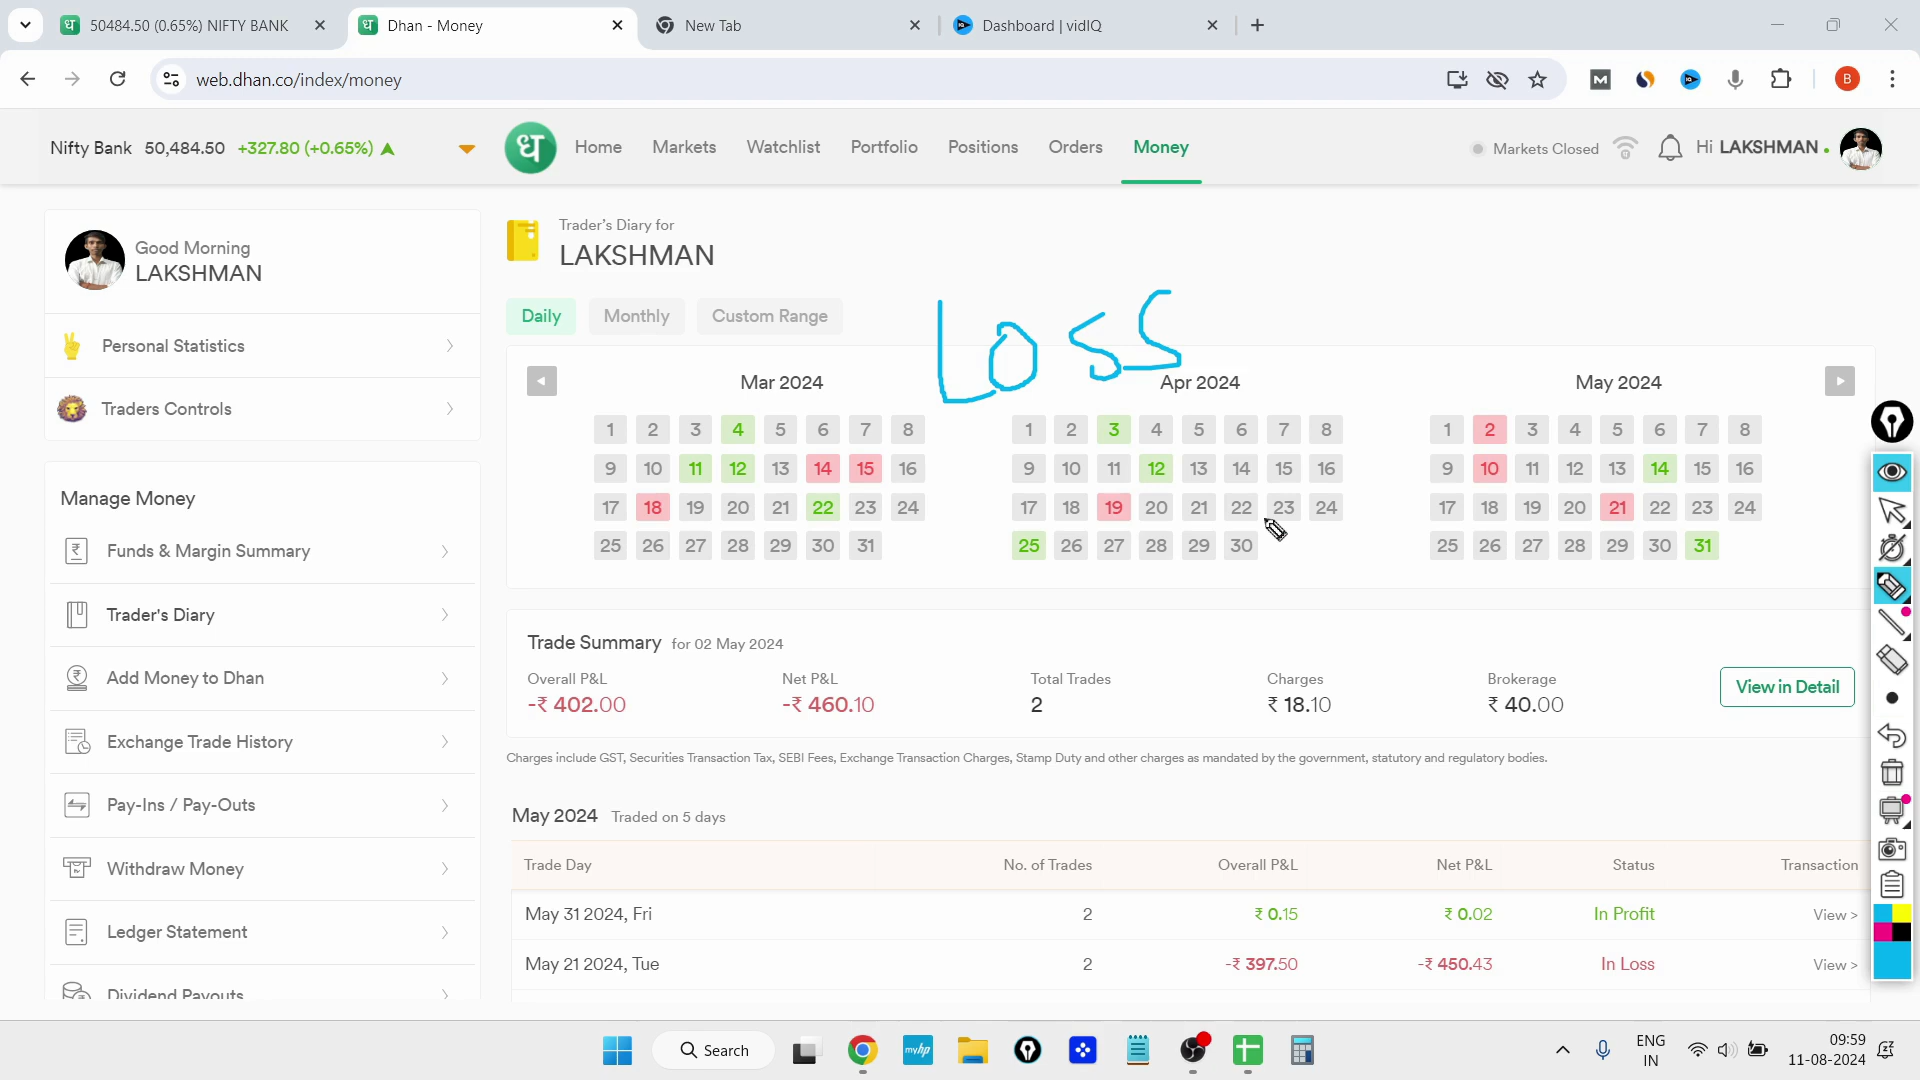 50484.50 (0.65%) NIFTY BANK
Dhan - Money
New Tab
Dashboard | vidIQ
web.dhan.co/index/money
M
B
Nifty Bank 50,484.50 +327.80 (+0.65%)
ध
Home
Markets
Watchlist
Portfolio
Positions
Orders
Money
Markets Closed
Hi LAKSHMAN
Good Morning
LAKSHMAN
Personal Statistics
Traders Controls
Manage Money
Funds & Margin Summary
Trader's Diary
Add Money to Dhan
Exchange Trade History
Pay-Ins / Pay-Outs
Withdraw Money
Ledger Statement
Dividend Payouts
Trader's Diary for
LAKSHMAN
Daily
Monthly
Custom Range
LOSS
Mar 2024
1 2 3 4 5 6 7 8
9 10 11 12 13 14 15 16
17 18 19 20 21 22 23 24
25 26 27 28 29 30 31
Apr 2024
1 2 3 4 5 6 7 8
9 10 11 12 13 14 15 16
17 18 19 20 21 22 23 24
25 26 27 28 29 30
May 2024
1 2 3 4 5 6 7 8
9 10 11 12 13 14 15 16
17 18 19 20 21 22 23 24
25 26 27 28 29 30 31
Trade Summary for 02 May 2024
Overall P&L
-₹ 402.00
Net P&L
-₹ 460.10
Total Trades
2
Charges
₹ 18.10
Brokerage
₹ 40.00
View in Detail
Charges include GST, Securities Transaction Tax, SEBI Fees, Exchange Transaction Charges, Stamp Duty and other charges as mandated by the government, statutory and regulatory bodies.
May 2024 Traded on 5 days
Trade Day No. of Trades Overall P&L Net P&L Status Transaction
May 31 2024, Fri 2 ₹ 0.15 ₹ 0.02 In Profit View >
May 21 2024, Tue 2 -₹ 397.50 -₹ 450.43 In Loss View >
Search
myhp
ENG
IN
09:59
11-08-2024